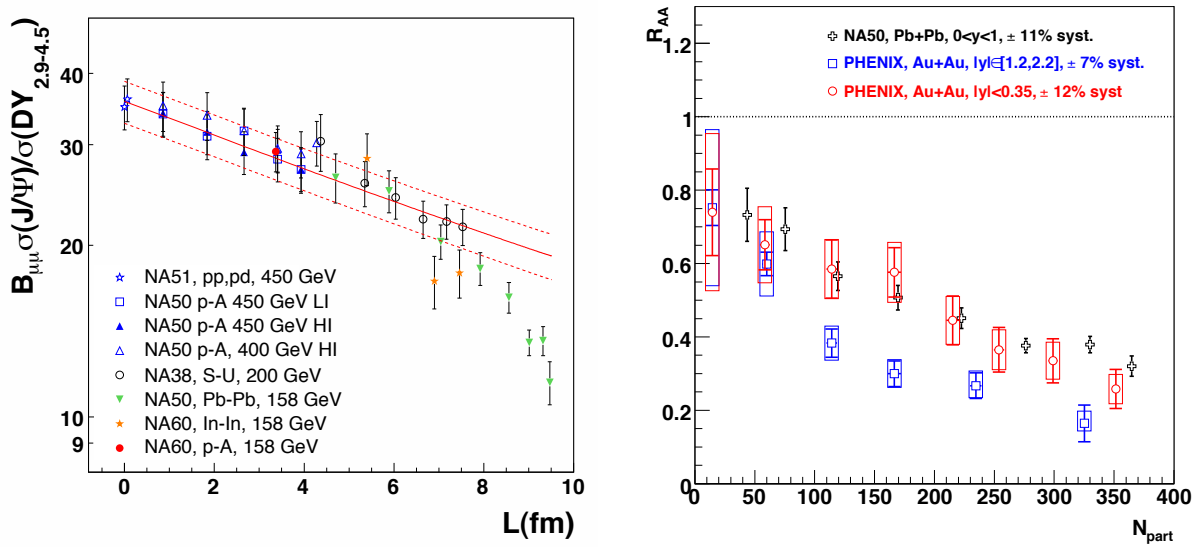 B_μμσ(J/Ψ)/σ(DY_2.9-4.5)
40
30
20
10
9
NA51, pp,pd, 450 GeV
NA50 p-A 450 GeV LI
NA50 p-A 450 GeV HI
NA50 p-A, 400 GeV HI
NA38, S-U, 200 GeV
NA50, Pb-Pb, 158 GeV
NA60, In-In, 158 GeV
NA60, p-A, 158 GeV
0 2 4 6 8 10
L(fm)
R_AA
1.2
1
0.8
0.6
0.4
0.2
0
NA50, Pb+Pb, 0<y<1, ± 11% syst.
PHENIX, Au+Au, |y|∈[1.2,2.2], ± 7% syst.
PHENIX, Au+Au, |y|<0.35, ± 12% syst
0 50 100 150 200 250 300 350 400
N_part